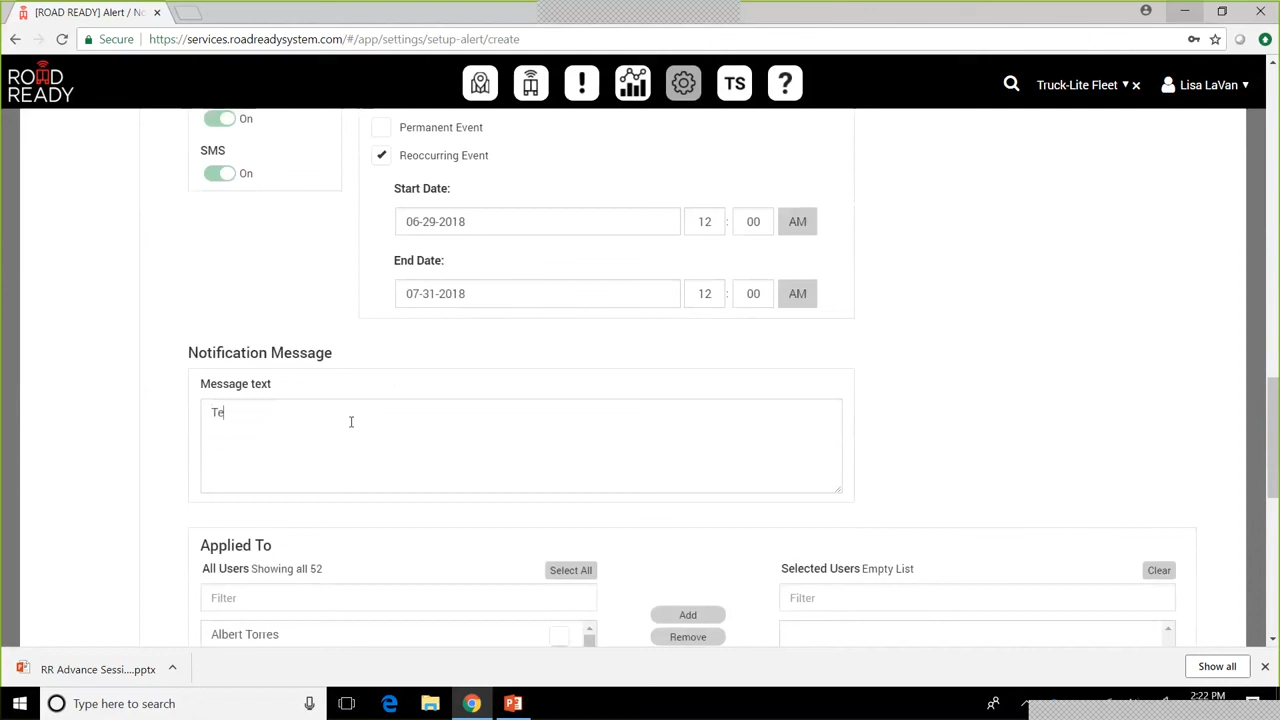 [ROAD READY] Alert / No
Secure https://services.roadreadysystem.com/#/app/settings/setup-alert/create
ROAD READY TS ? Truck-Lite Fleet Lisa LaVan
On
Permanent Event
SMS
Reoccurring Event
On
Start Date:
06-29-2018 12 : 00 AM
End Date:
07-31-2018 12 : 00 AM
Notification Message
Message text
Te
Applied To
All Users Showing all 52 Select All Selected Users Empty List Clear
Filter Filter
Add
Albert Torres
Remove
RR Advance Sessi....pptx Show all
Type here to search 2:22 PM